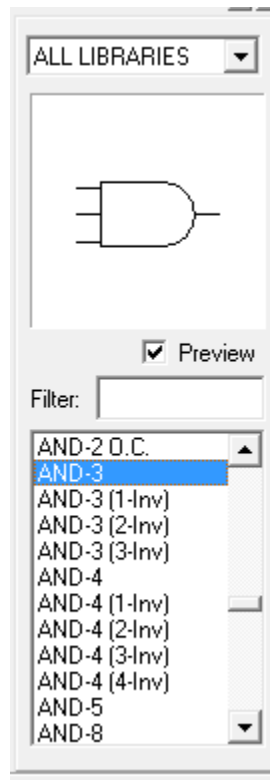 ALL LIBRARIES
Preview
Filter:
AND-2 O.C.
AND-3
AND-3 (1-Inv)
AND-3 (2-Inv)
AND-3 (3-Inv)
AND-4
AND-4 (1-Inv)
AND-4 (2-Inv)
AND-4 (3-Inv)
AND-4 (4-Inv)
AND-5
AND-8